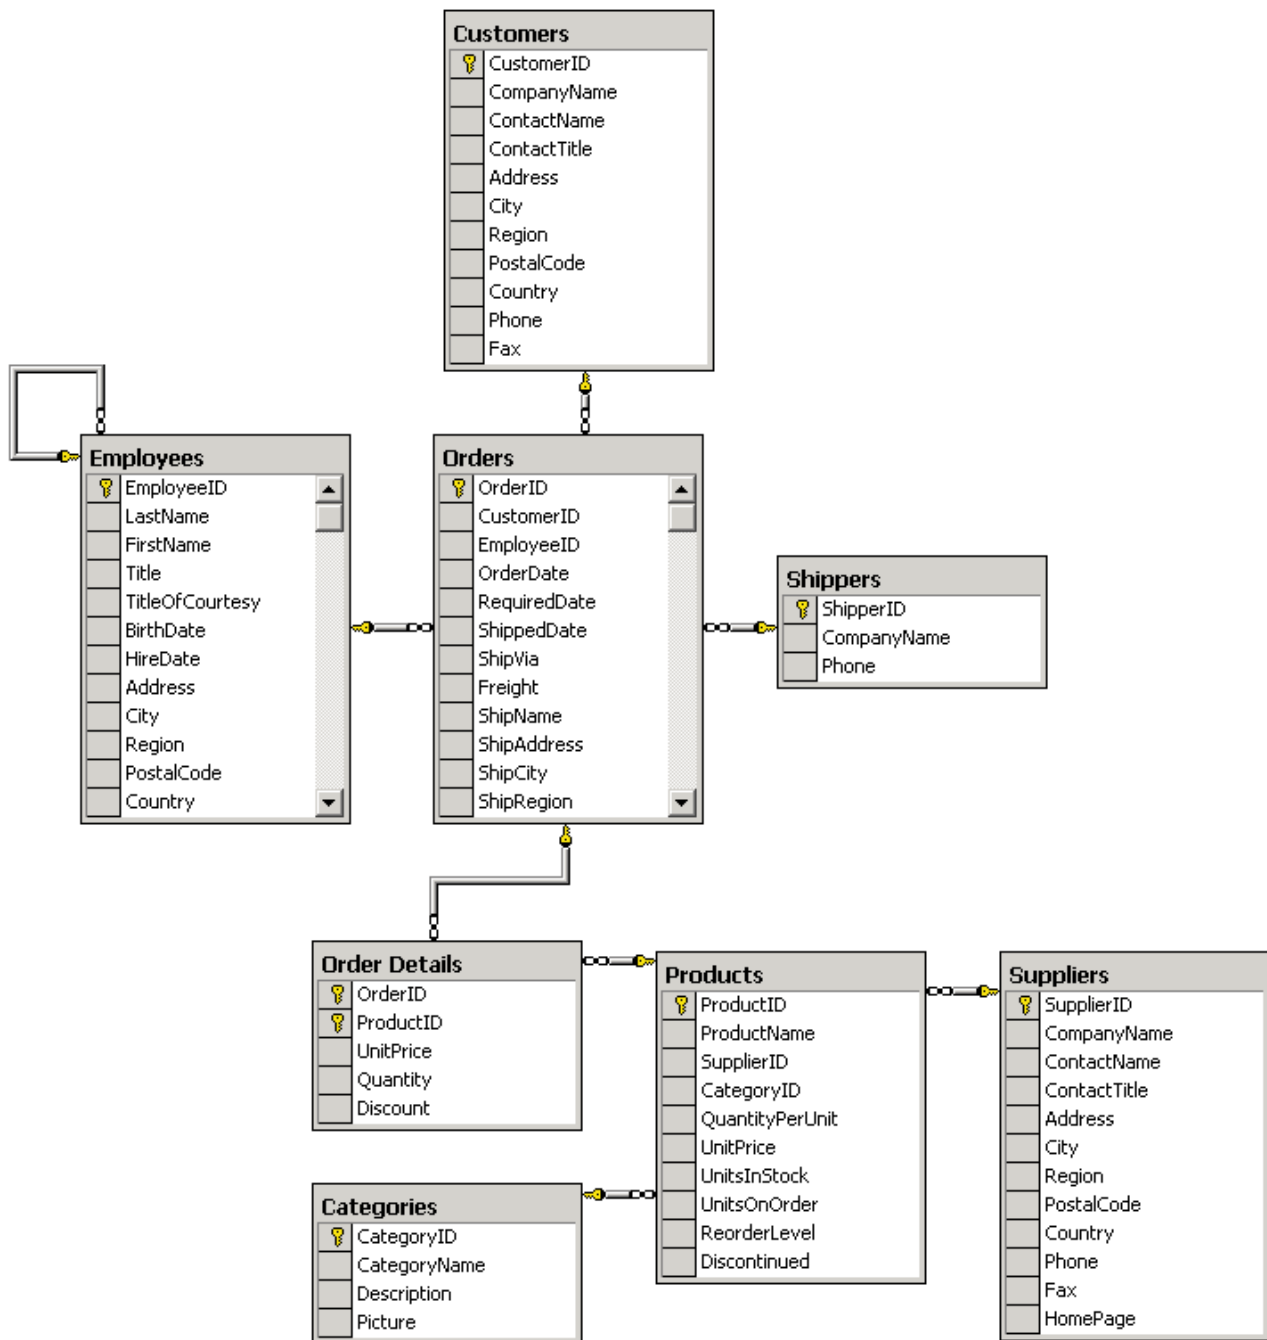 Customers
CustomerID
CompanyName
ContactName
ContactTitle
Address
City
Region
PostalCode
Country
Phone
Fax
Employees
EmployeeID
LastName
FirstName
Title
TitleOfCourtesy
BirthDate
HireDate
Address
City
Region
PostalCode
Country
Orders
OrderID
CustomerID
EmployeeID
OrderDate
RequiredDate
ShippedDate
ShipVia
Freight
ShipName
ShipAddress
ShipCity
ShipRegion
Shippers
ShipperID
CompanyName
Phone
Order Details
OrderID
ProductID
UnitPrice
Quantity
Discount
Products
ProductID
ProductName
SupplierID
CategoryID
QuantityPerUnit
UnitPrice
UnitsInStock
UnitsOnOrder
ReorderLevel
Discontinued
Suppliers
SupplierID
CompanyName
ContactName
ContactTitle
Address
City
Region
PostalCode
Country
Phone
Fax
HomePage
Categories
CategoryID
CategoryName
Description
Picture